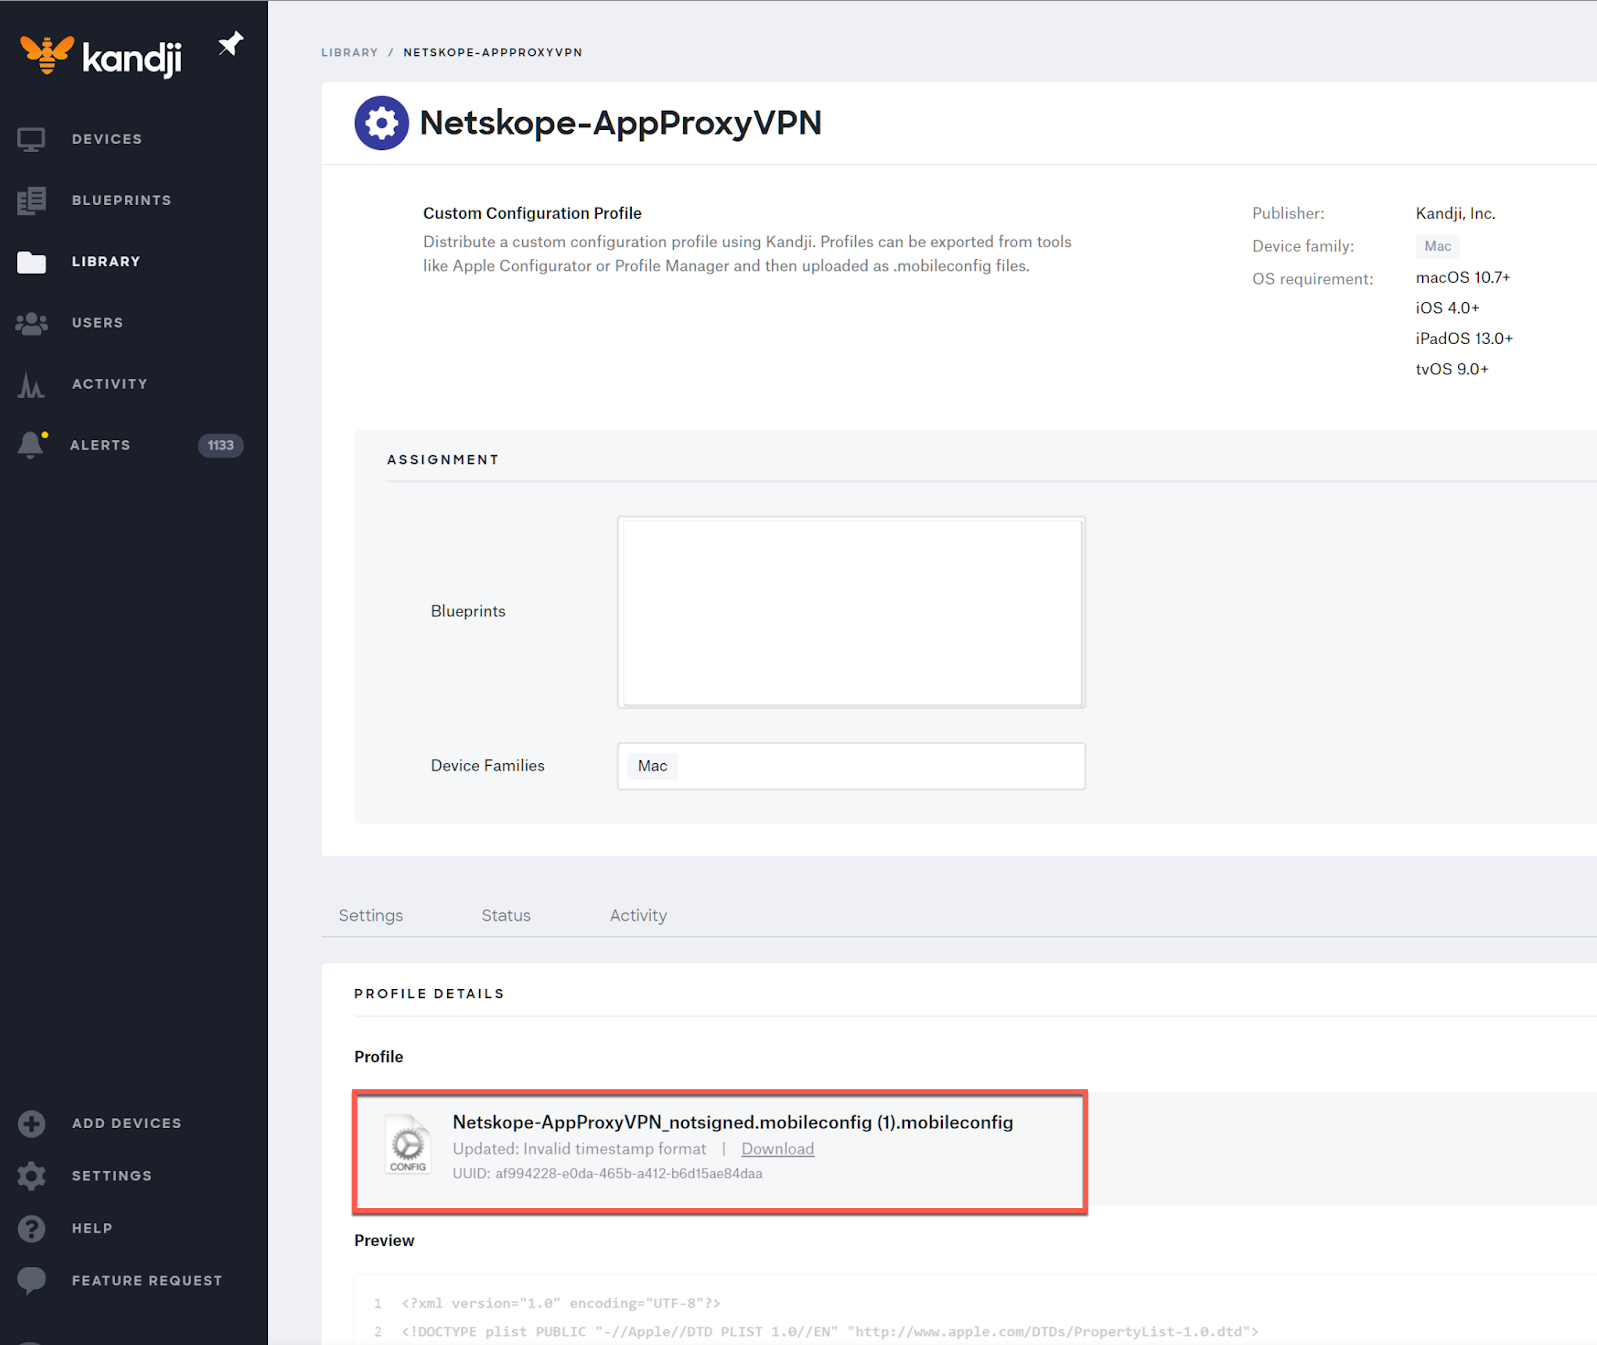 kandji
DEVICES
BLUEPRINTS
LIBRARY
USERS
ACTIVITY
ALERTS 1133
ADD DEVICES
SETTINGS
HELP
FEATURE REQUEST
LIBRARY / NETSKOPE-APPPROXYVPN
Netskope-AppProxyVPN
Custom Configuration Profile
Distribute a custom configuration profile using Kandji. Profiles can be exported from tools
like Apple Configurator or Profile Manager and then uploaded as .mobileconfig files.
Publisher: Kandji, Inc.
Device family: Mac
OS requirement: macOS 10.7+
iOS 4.0+
iPadOS 13.0+
tvOS 9.0+
ASSIGNMENT
Blueprints
Device Families Mac
Settings Status Activity
PROFILE DETAILS
Profile
CONFIG
Netskope-AppProxyVPN_notsigned.mobileconfig (1).mobileconfig
Updated: Invalid timestamp format | Download
UUID: af994228-e0da-465b-a412-b6d15ae84daa
Preview
1 <?xml version="1.0" encoding="UTF-8"?>
2 <!DOCTYPE plist PUBLIC "-//Apple//DTD PLIST 1.0//EN" "http://www.apple.com/DTDs/PropertyList-1.0.dtd">